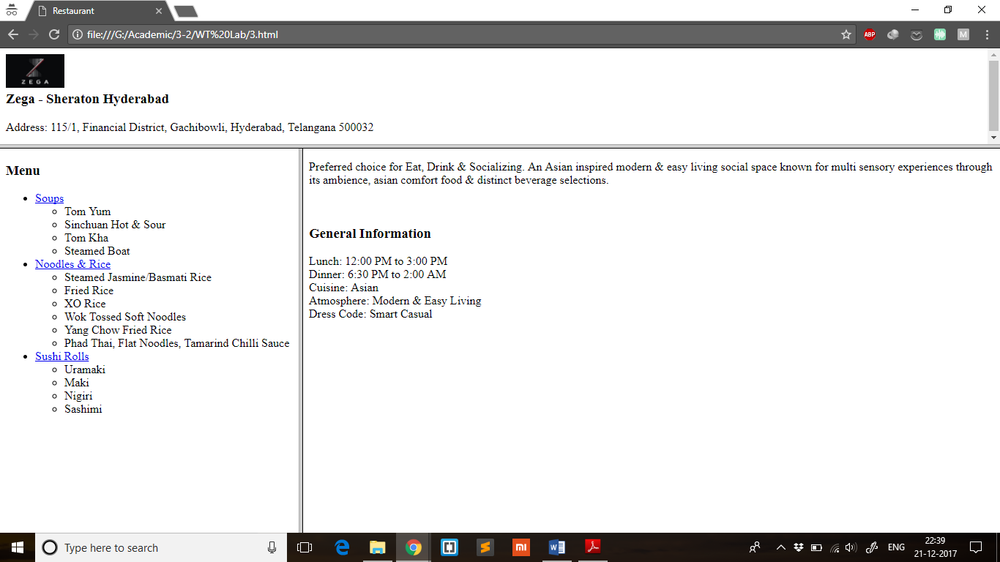 Restaurant
file:///G:/Academic/3-2/WT%20Lab/3.html
ABP
M
ZEGA
Zega - Sheraton Hyderabad
Address: 115/1, Financial District, Gachibowli, Hyderabad, Telangana 500032
Menu
Soups
Tom Yum
Sinchuan Hot & Sour
Tom Kha
Steamed Boat
Noodles & Rice
Steamed Jasmine/Basmati Rice
Fried Rice
XO Rice
Wok Tossed Soft Noodles
Yang Chow Fried Rice
Phad Thai, Flat Noodles, Tamarind Chilli Sauce
Sushi Rolls
Uramaki
Maki
Nigiri
Sashimi
Preferred choice for Eat, Drink & Socializing. An Asian inspired modern & easy living social space known for multi sensory experiences through
its ambience, asian comfort food & distinct beverage selections.
General Information
Lunch: 12:00 PM to 3:00 PM
Dinner: 6:30 PM to 2:00 AM
Cuisine: Asian
Atmosphere: Modern & Easy Living
Dress Code: Smart Casual
Type here to search
mi
ENG
22:39
21-12-2017